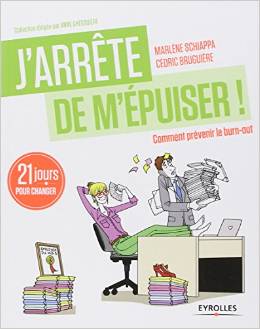 Collection dirigée par ANNE GHESQUIÈRE
J'ARRÊTE
MARLÈNE SCHIAPPA
CÉDRIC BRUGUIÈRE
DE M'ÉPUISER !
Comment prévenir le burn-out
21 jours
POUR CHANGER
EYROLLES